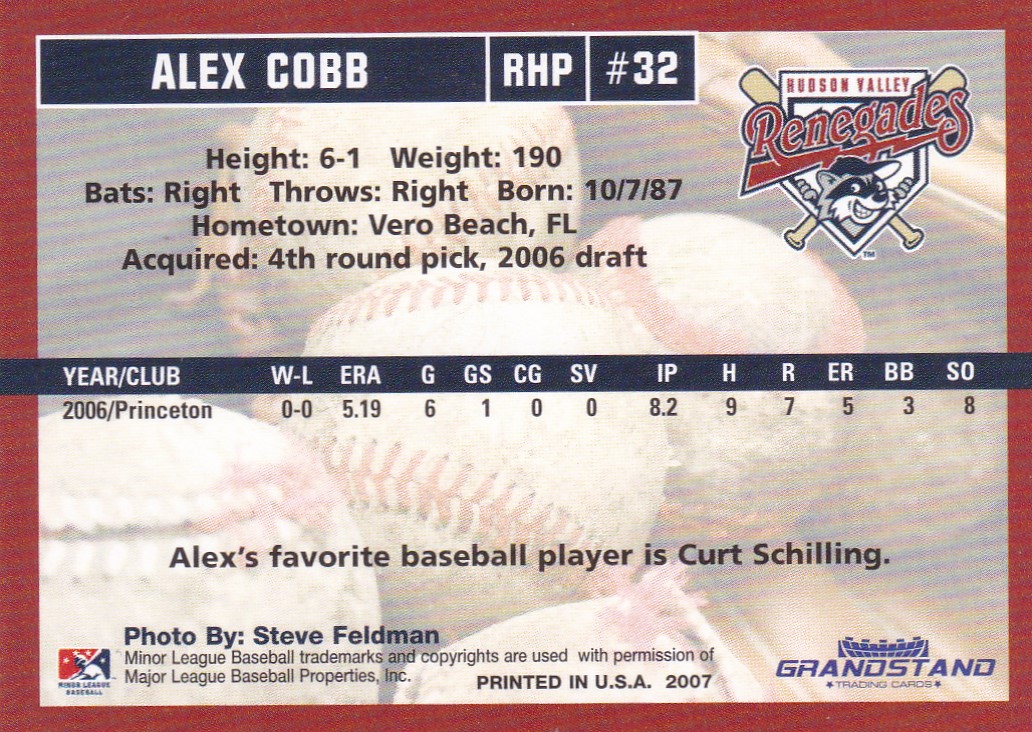 ALEX COBB RHP #32
HUDSON VALLEY
Renegades
TM
Height: 6-1 Weight: 190
Bats: Right Throws: Right Born: 10/7/87
Hometown: Vero Beach, FL
Acquired: 4th round pick, 2006 draft
YEAR/CLUB W-L ERA G GS CG SV IP H R ER BB SO
2006/Princeton 0-0 5.19 6 1 0 0 8.2 9 7 5 3 8
Alex's favorite baseball player is Curt Schilling.
Photo By: Steve Feldman
Minor League Baseball trademarks and copyrights are used with permission of
Major League Baseball Properties, Inc.
PRINTED IN U.S.A. 2007
MINOR LEAGUE
BASEBALL
GRANDSTAND
TRADING CARDS